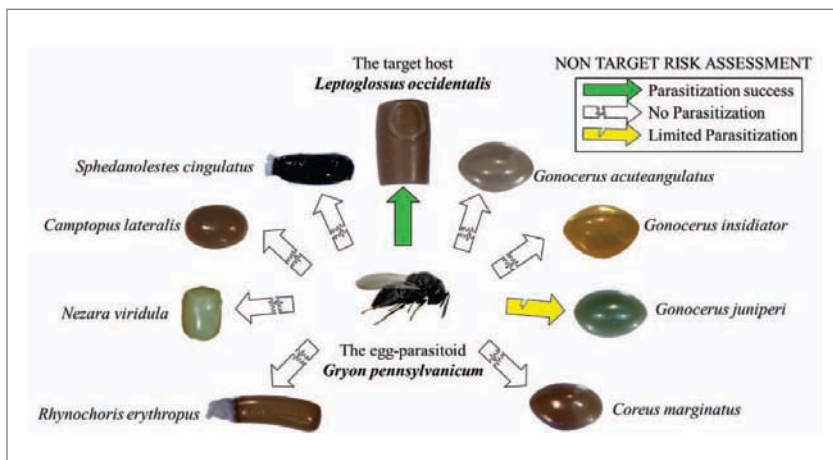 The target host
Leptoglossus occidentalis
NON TARGET RISK ASSESSMENT
Parasitization success
No Parasitization
Limited Parasitization
Sphedanolestes cingulatus
Gonocerus acuteangulatus
Camptopus lateralis
Gonocerus insidiator
Nezara viridula
Gonocerus juniperi
The egg-parasitoid
Gryon pennsylvanicum
Rhynochoris erythropus
Coreus marginatus